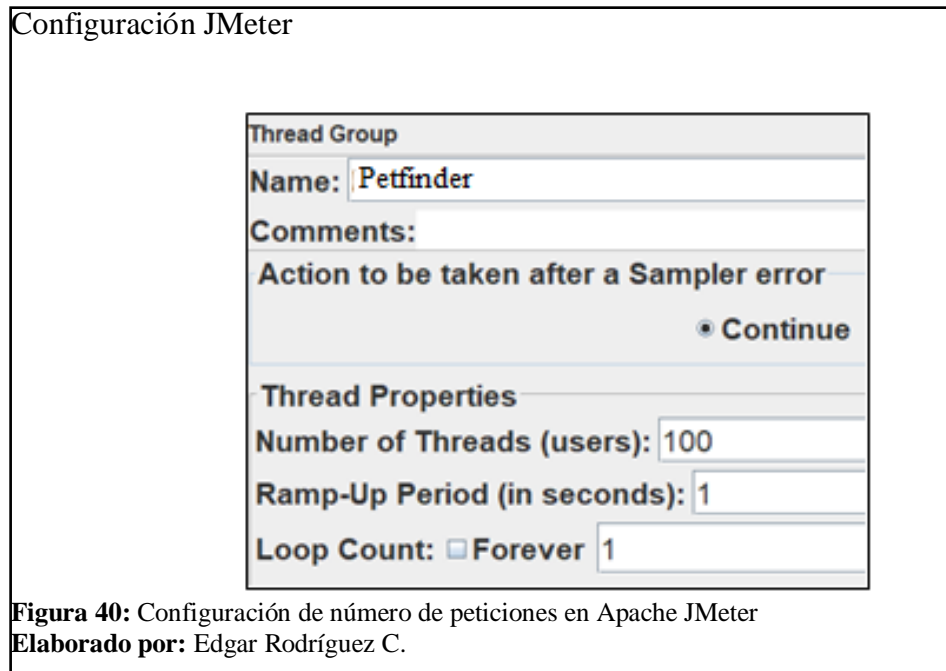 Configuración JMeter
Thread Group
Name: Petfinder
Comments:
Action to be taken after a Sampler error
Continue
Thread Properties
Number of Threads (users): 100
Ramp-Up Period (in seconds): 1
Loop Count: Forever 1
Figura 40: Configuración de número de peticiones en Apache JMeter
Elaborado por: Edgar Rodríguez C.